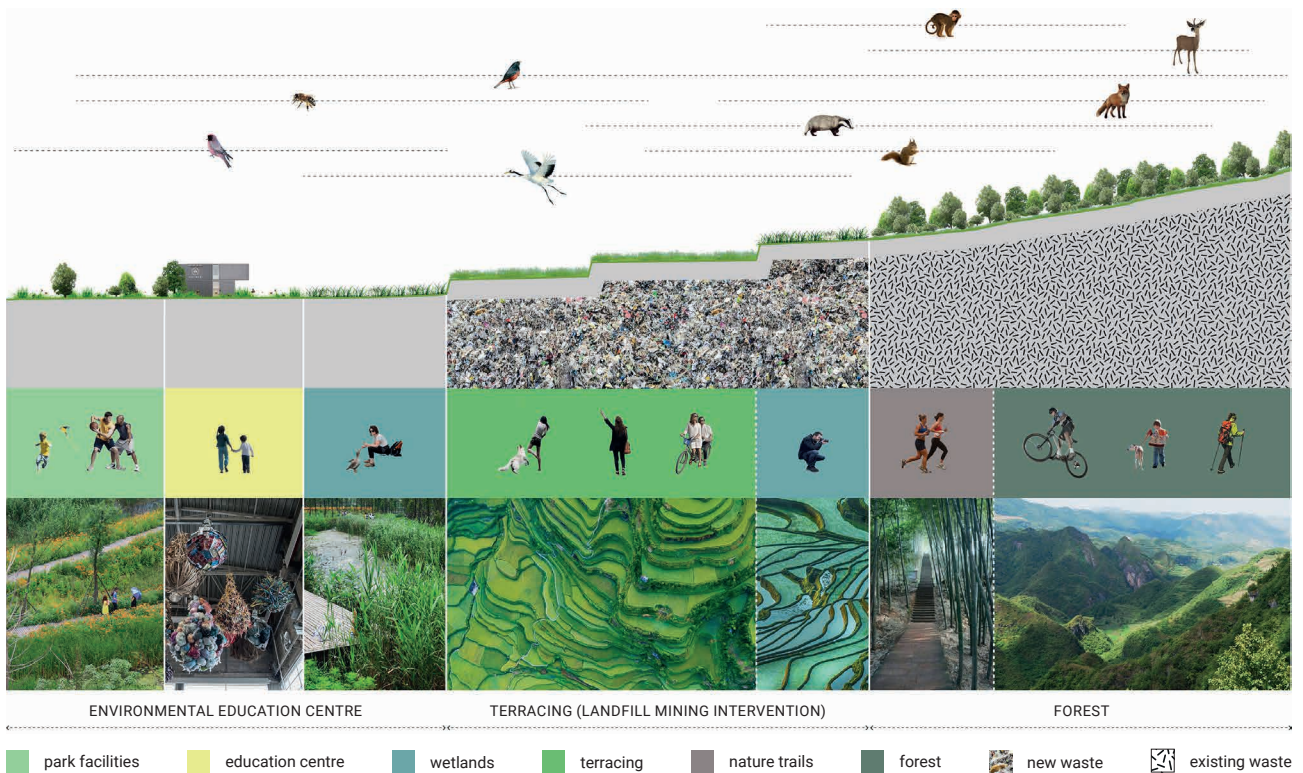 ENVIRONMENTAL EDUCATION CENTRE
TERRACING (LANDFILL MINING INTERVENTION)
FOREST
park facilities
education centre
wetlands
terracing
nature trails
forest
new waste
existing waste